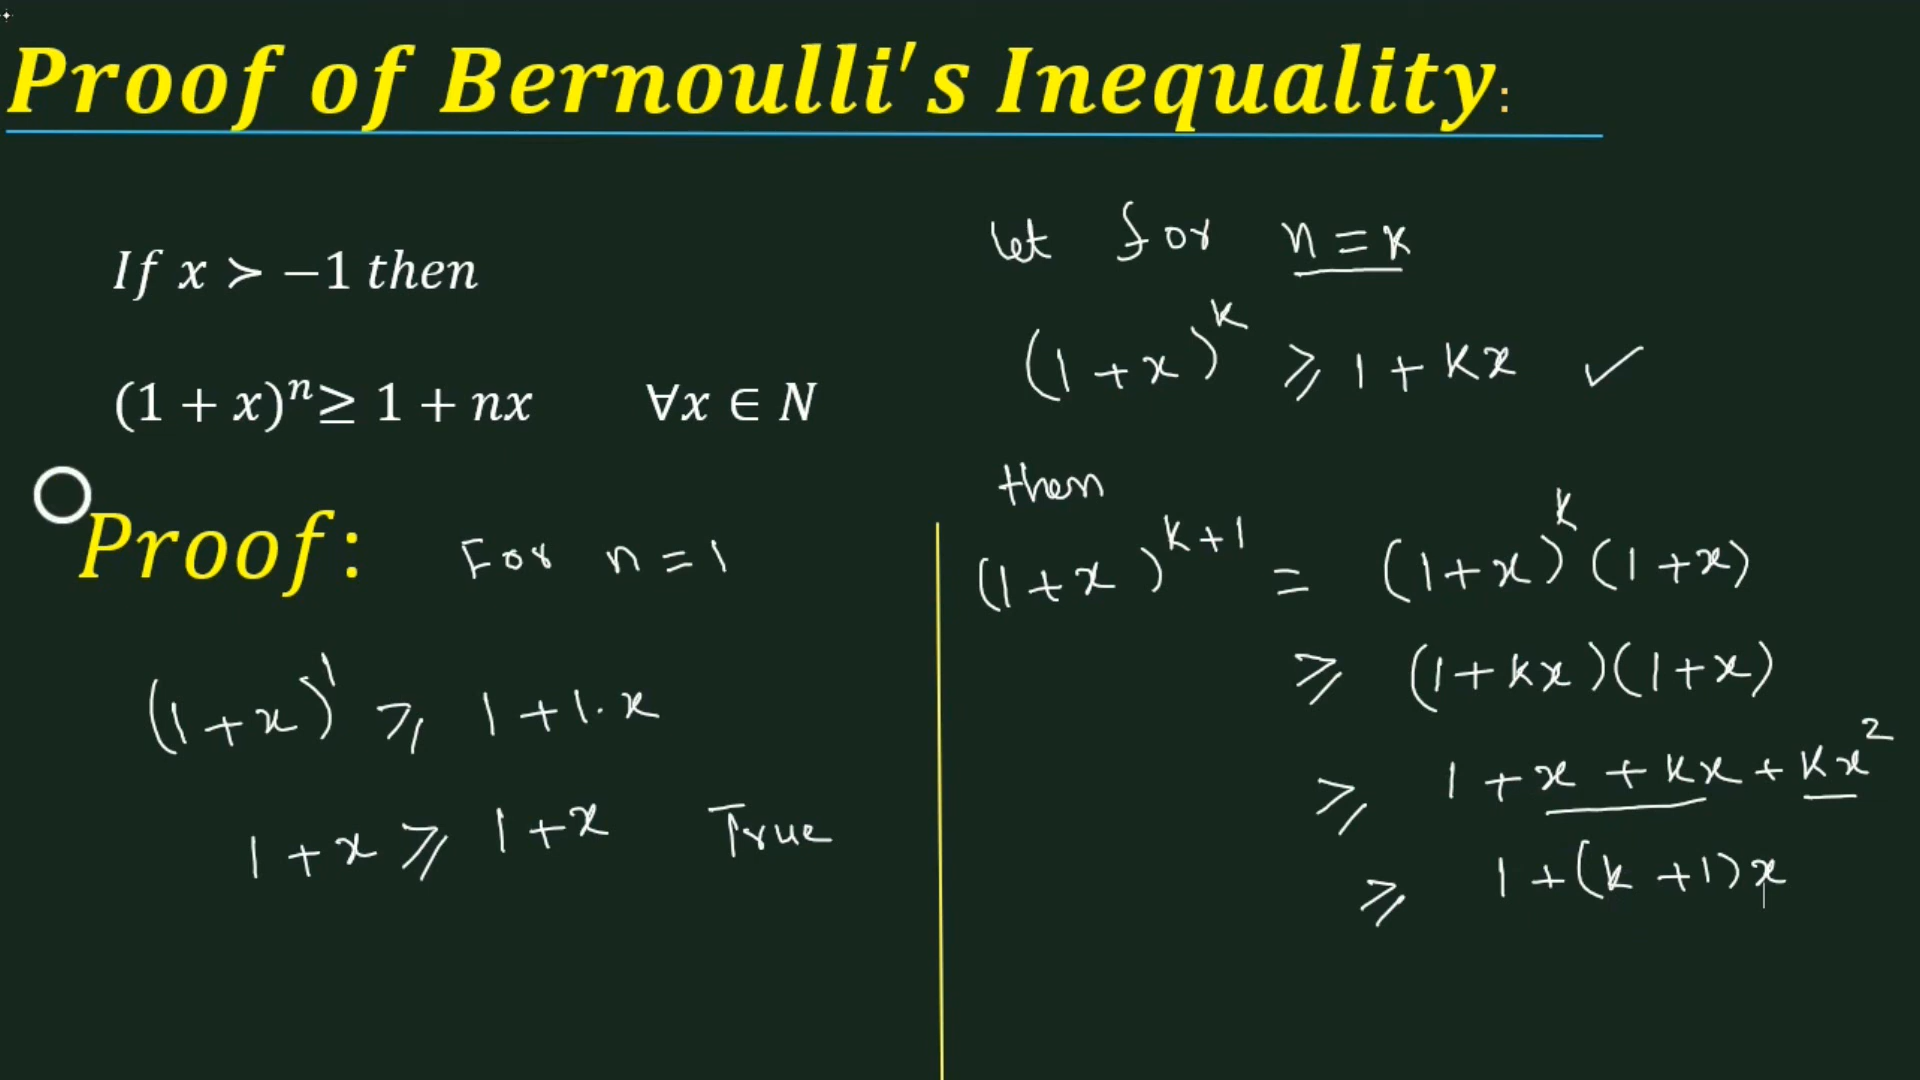 Proof of Bernoulli's Inequality:
If x > −1 then
(1 + x)ⁿ ≥ 1 + nx ∀x ∈ N
Proof: For n = 1
(1+x)¹ ≥ 1+1·x
1+x ≥ 1+x True
let for n = k
(1+x)ᵏ ≥ 1+kx ✓
then
(1+x)ᵏ⁺¹ = (1+x)ᵏ(1+x)
≥ (1+kx)(1+x)
≥ 1+x+kx+kx²
≥ 1+(k+1)x